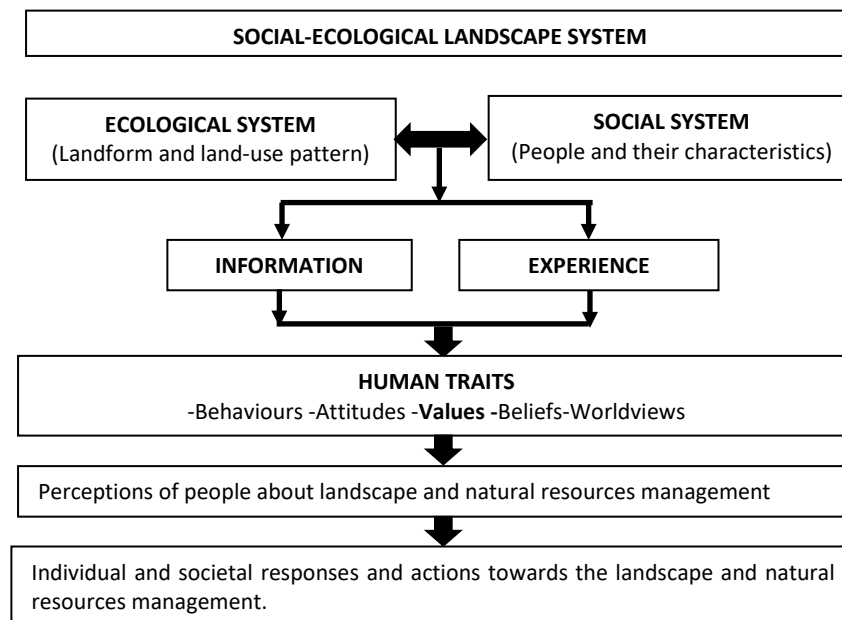 SOCIAL-ECOLOGICAL LANDSCAPE SYSTEM
ECOLOGICAL SYSTEM
(Landform and land-use pattern)
SOCIAL SYSTEM
(People and their characteristics)
INFORMATION
EXPERIENCE
HUMAN TRAITS
-Behaviours -Attitudes -Values -Beliefs-Worldviews
Perceptions of people about landscape and natural resources management
Individual and societal responses and actions towards the landscape and natural
resources management.